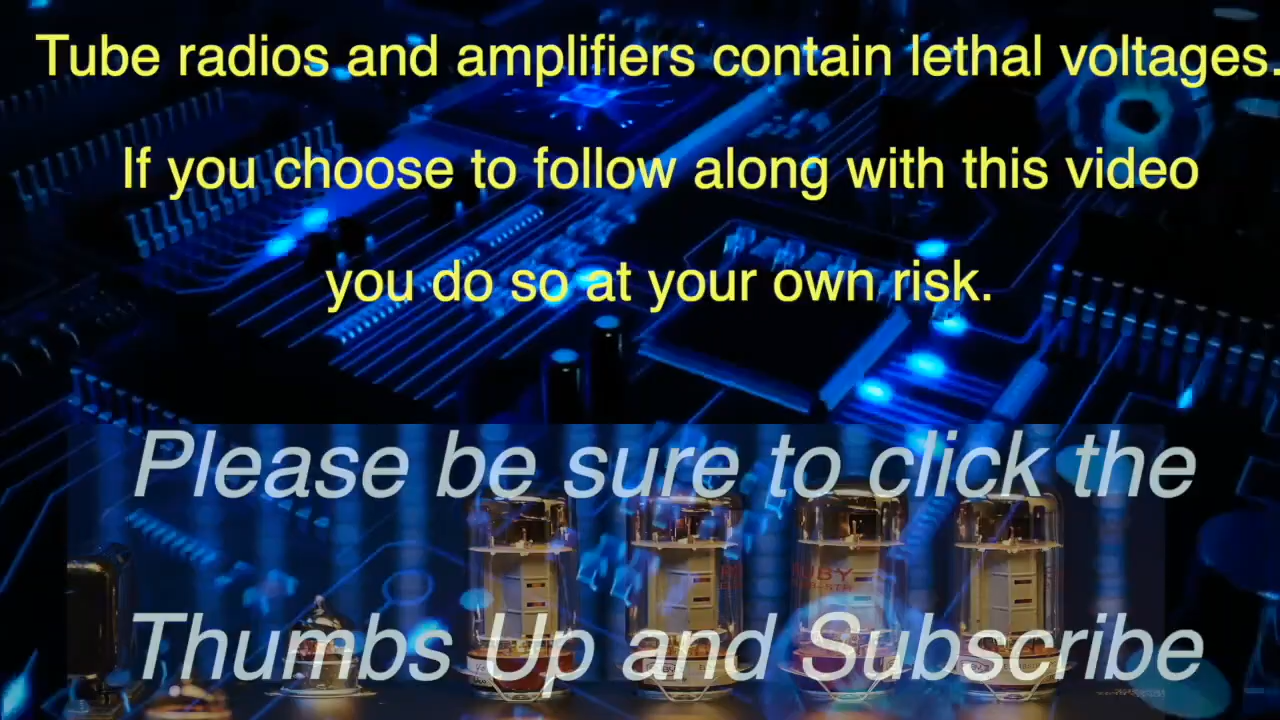 Tube radios and amplifiers contain lethal voltages.
If you choose to follow along with this video
you do so at your own risk.
Please be sure to click the
RUBY
Thumbs Up and Subscribe